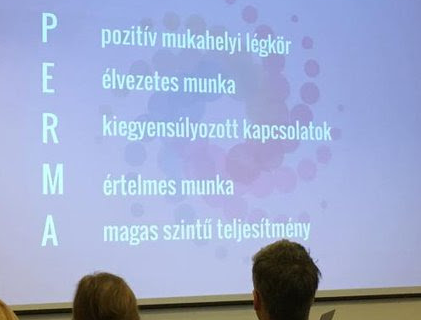 P pozitív mukahelyi légkör
E élvezetes munka
R kiegyensúlyozott kapcsolatok
M értelmes munka
A magas szintű teljesítmény